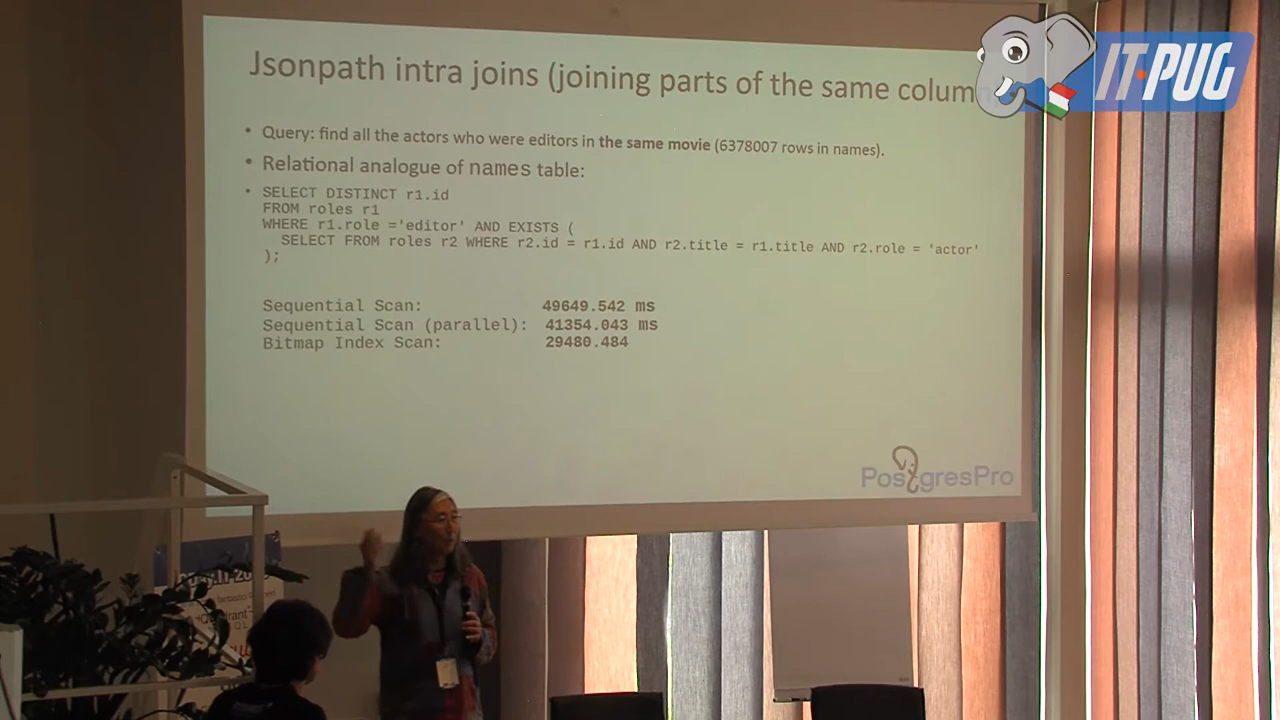 Jsonpath intra joins (joining parts of the same colum
IT-PUG
• Query: find all the actors who were editors in the same movie (6378007 rows in names).
• Relational analogue of names table:
• SELECT DISTINCT r1.id
FROM roles r1
WHERE r1.role ='editor' AND EXISTS (
SELECT FROM roles r2 WHERE r2.id = r1.id AND r2.title = r1.title AND r2.role = 'actor'
);
Sequential Scan: 49649.542 ms
Sequential Scan (parallel): 41354.043 ms
Bitmap Index Scan: 29480.484
PostgresPro